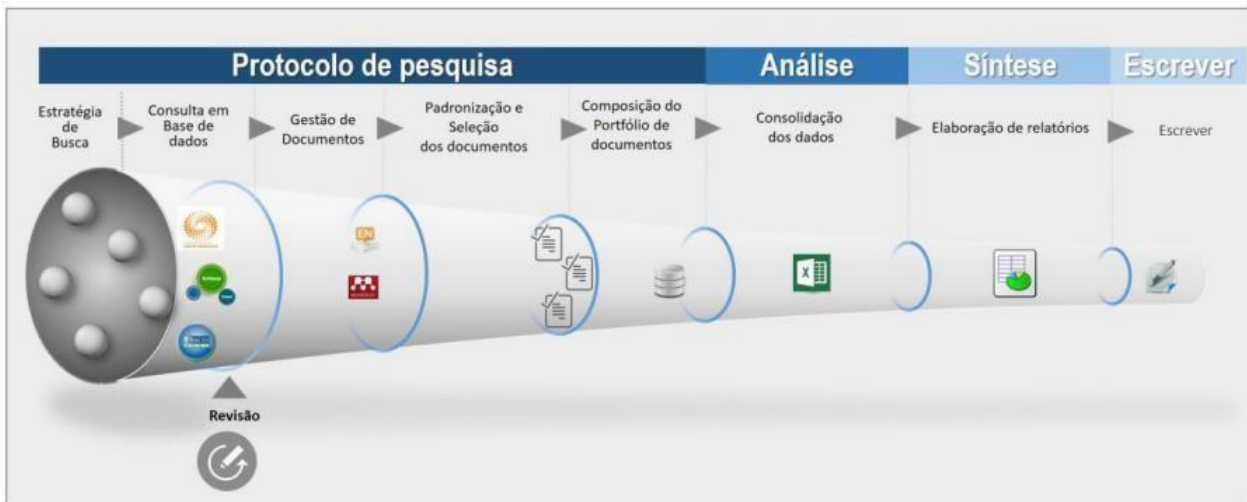 Protocolo de pesquisa
Análise
Síntese
Escrever
Estratégia
de
Busca
Consulta em
Base de
dados
Gestão de
Documentos
Padronização e
Seleção
dos documentos
Composição do
Portfólio de
documentos
Consolidação
dos dados
Elaboração de relatórios
Escrever
EN
X
Revisão